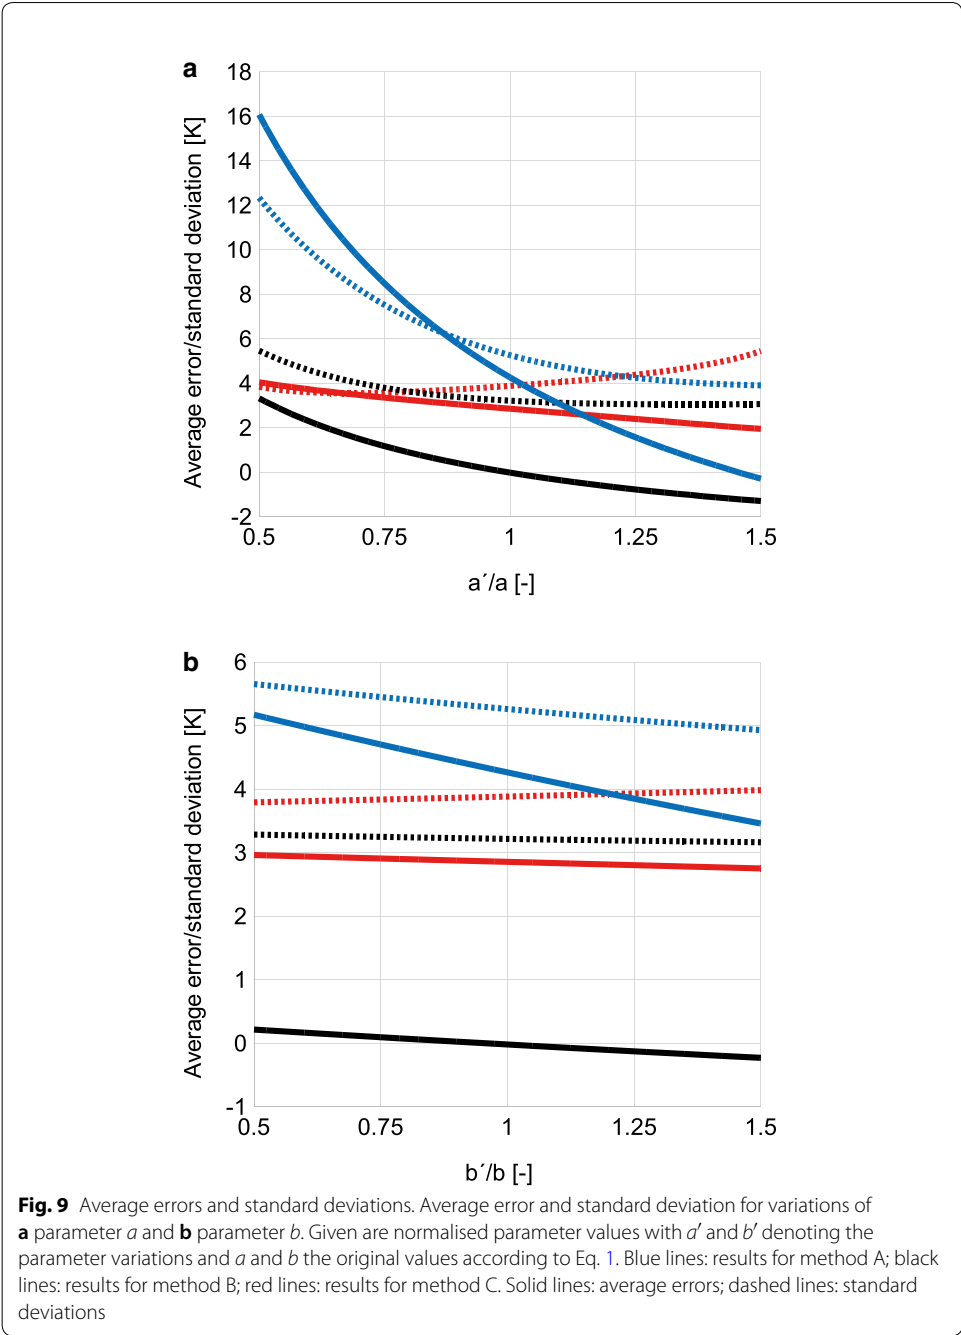 a
18
16
14
12
10
8
6
4
2
0
-2
Average error/standard deviation [K]
0.5 0.75 1 1.25 1.5
a´/a [-]
b
6
5
4
3
2
1
0
-1
Average error/standard deviation [K]
0.5 0.75 1 1.25 1.5
b´/b [-]
Fig. 9 Average errors and standard deviations. Average error and standard deviation for variations of
a parameter a and b parameter b. Given are normalised parameter values with a′ and b′ denoting the
parameter variations and a and b the original values according to Eq. 1. Blue lines: results for method A; black
lines: results for method B; red lines: results for method C. Solid lines: average errors; dashed lines: standard
deviations